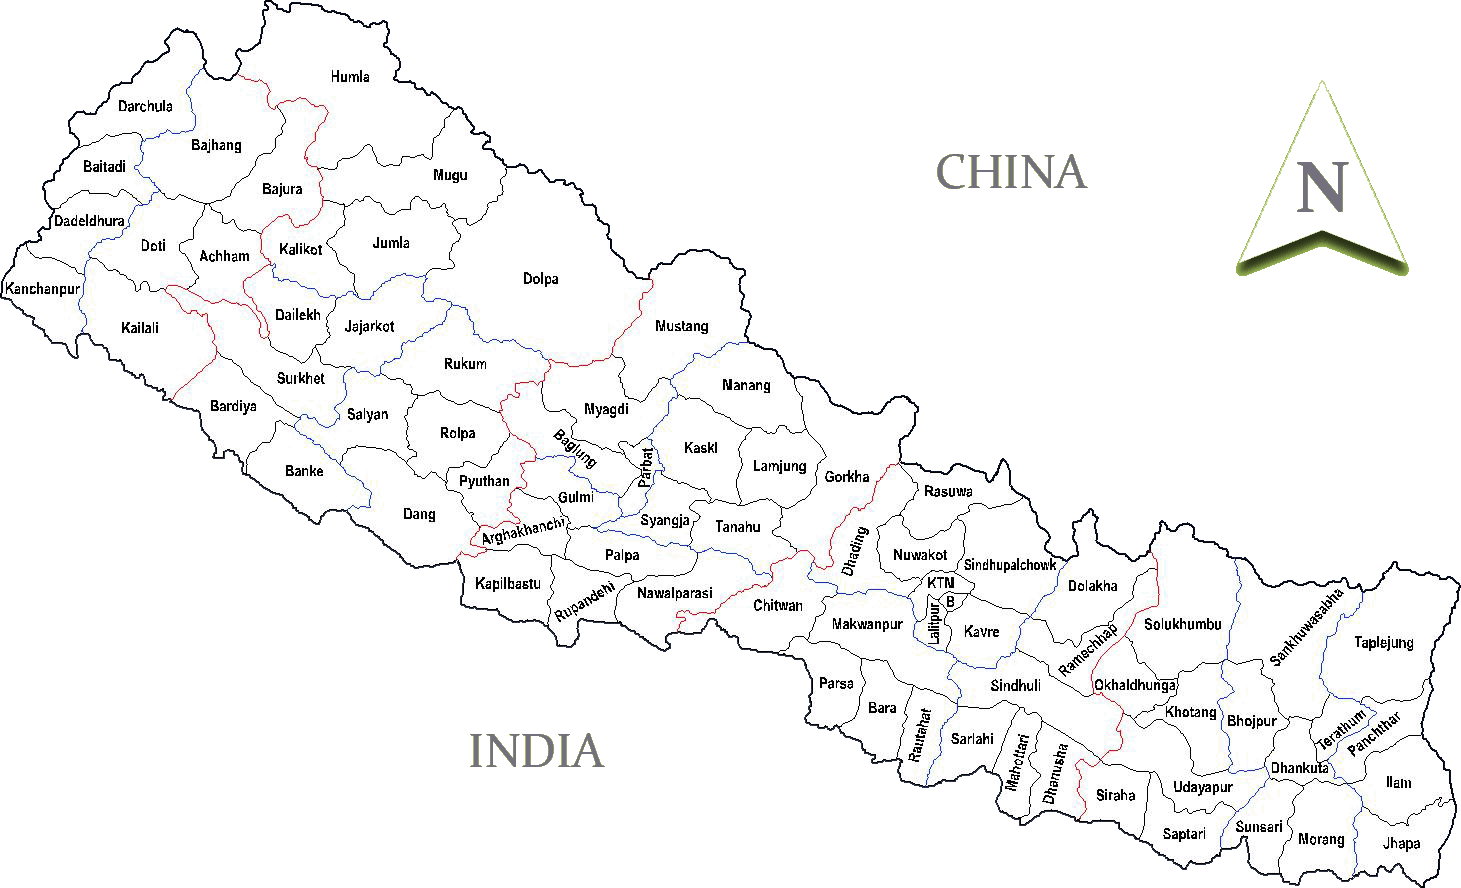 Humla
Darchula
Bajhang
Baitadi
Mugu
Bajura
CHINA
N
Dadeldhura
Doti
Achham
Kalikot
Jumla
Kanchanpur
Dolpa
Kailali
Dailekh
Jajarkot
Mustang
Surkhet
Rukum
Bardiya
Salyan
Myagdi
Nanang
Rolpa
Baglung
Parbat
Kaski
Lamjung
Banke
Pyuthan
Gulmi
Gorkha
Rasuwa
Dang
Arghakhanchi
Syangja
Tanahu
Dhading
Palpa
Nuwakot
Sindhupalchowk
Kapilbastu
Rupandehi
Nawalparasi
Chitwan
KTM
B
Dolakha
Makwanpur
Lalitpur
Kavre
Ramechhap
Solukhumbu
Sankhuwasabha
Taplejung
Parsa
Sindhuli
Okhaldhunga
Bara
Rautahat
Khotang
Bhojpur
Terathum
Panchthar
INDIA
Sarlahi
Mahottari
Dhanusha
Dhankuta
Siraha
Udayapur
Ilam
Saptari
Sunsari
Morang
Jhapa